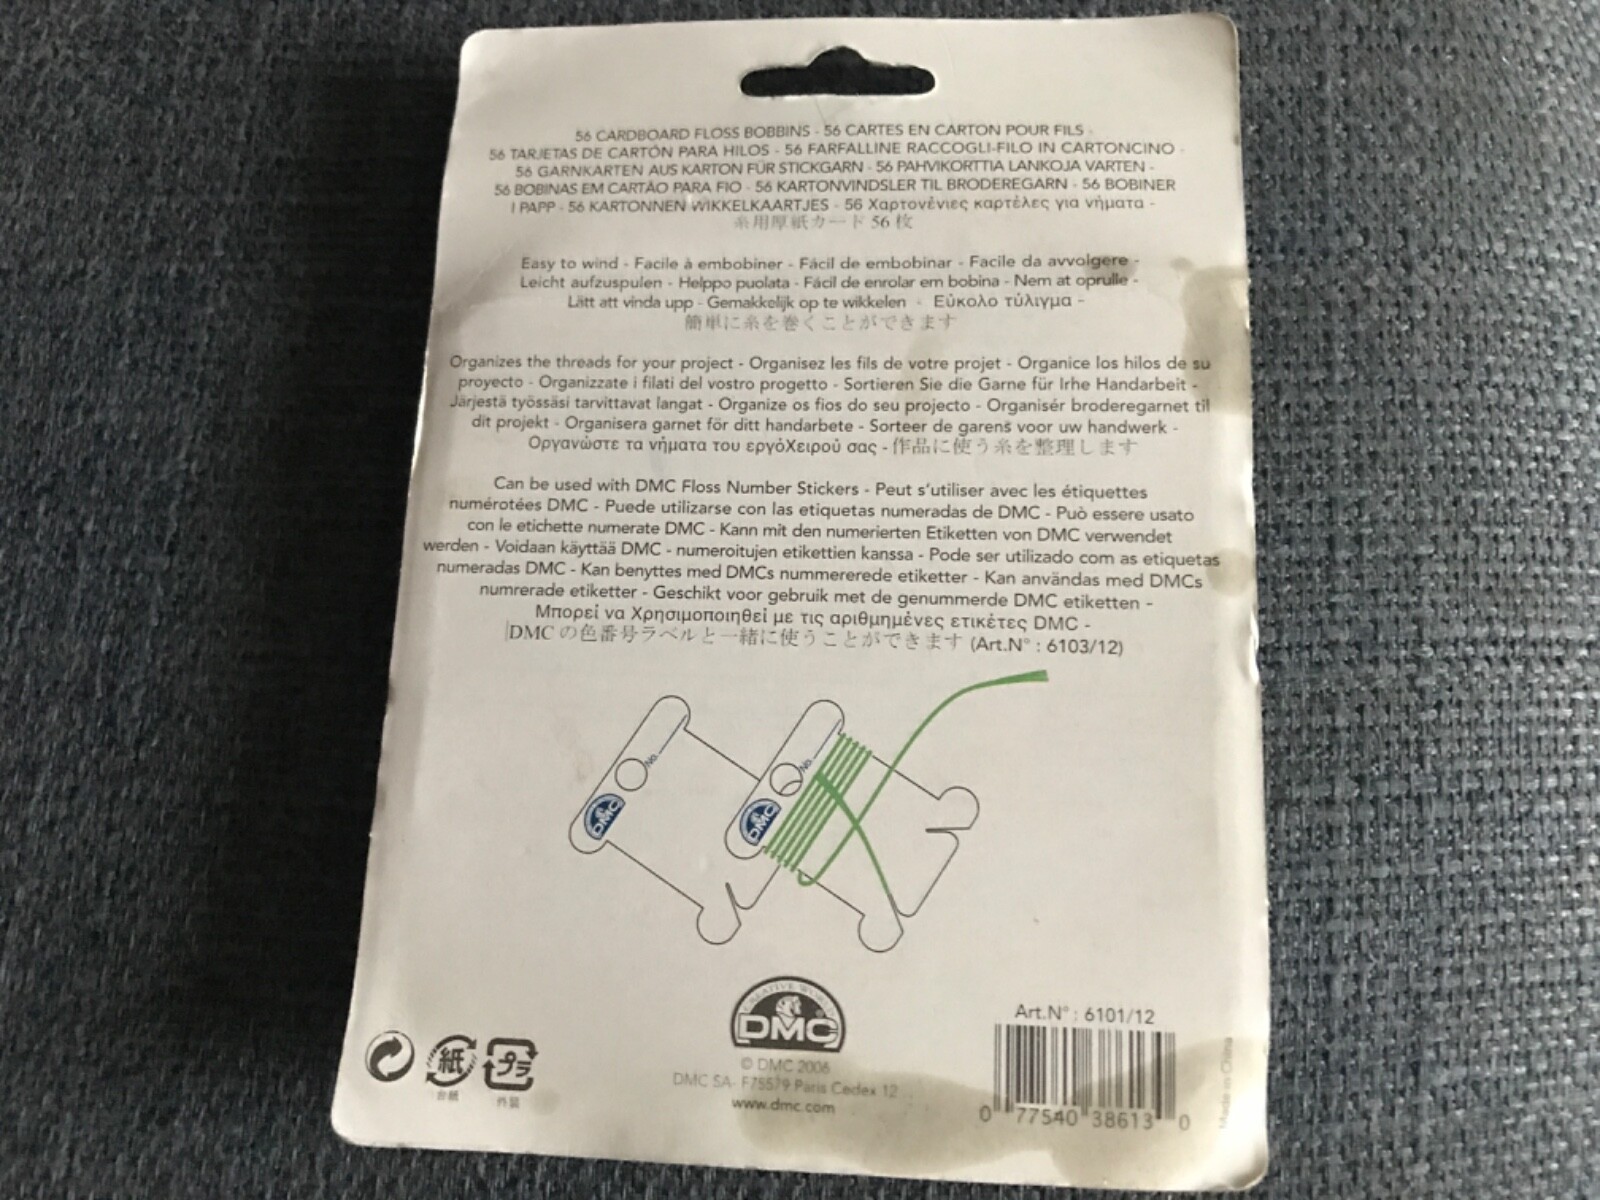 56 CARDBOARD FLOSS BOBBINS - 56 CARTES EN CARTON POUR FILS -
56 TARJETAS DE CARTÓN PARA HILOS - 56 FARFALLINE RACCOGLI-FILO IN CARTONCINO -
56 GARNKARTEN AUS KARTON FÜR STICKGARN - 56 PAHVIKORTTIA LANKOJA VARTEN -
56 BOBINAS EM CARTÃO PARA FIO - 56 KARTONVINDSLER TIL BRODEREGARN - 56 BOBINER
I PAPP - 56 KARTONNEN WIKKELKAARTJES - 56 Χαρτονένιες καρτέλες για νήματα -
糸用厚紙カード 56 枚
Easy to wind - Facile à embobiner - Fácil de embobinar - Facile da avvolgere -
Leicht aufzuspulen - Helppo puolata - Fácil de enrolar em bobina - Nem at oprulle -
Lätt att vinda upp - Gemakkelijk op te wikkelen - Εύκολο τύλιγμα -
簡単に糸を巻くことができます
Organizes the threads for your project - Organisez les fils de votre projet - Organice los hilos de su
proyecto - Organizzate i filati del vostro progetto - Sortieren Sie die Garne für Irhe Handarbeit -
Järjestä työssäsi tarvittavat langat - Organize os fios do seu projecto - Organisér broderegarnet til
dit projekt - Organisera garnet för ditt handarbete - Sorteer de garens voor uw handwerk -
Οργανώστε τα νήματα του εργόΧειρού σας - 作品に使う糸を整理します
Can be used with DMC Floss Number Stickers - Peut s'utiliser avec les étiquettes
numérotées DMC - Puede utilizarse con las etiquetas numeradas de DMC - Può essere usato
con le etichette numerate DMC - Kann mit den numerierten Etiketten von DMC verwendet
werden - Voidaan käyttää DMC - numeroitujen etikettien kanssa - Pode ser utilizado com as etiquetas
numeradas DMC - Kan benyttes med DMCs nummererede etiketter - Kan användas med DMCs
numrerade etiketter - Geschikt voor gebruik met de genummerde DMC etiketten -
Μπορεί να Χρησιμοποιηθεί με τις αριθμημένες ετικέτες DMC -
DMC の色番号ラベルと一緒に使うことができます (Art.N° : 6103/12)
No.
DMC
No.
DMC
CREATIVE WORLD
DMC
© DMC 2006
DMC SA- F75579 Paris Cedex 12
www.dmc.com
紙
台紙
プラ
外装
Art.N° : 6101/12
0 77540 38613 0
Made in China